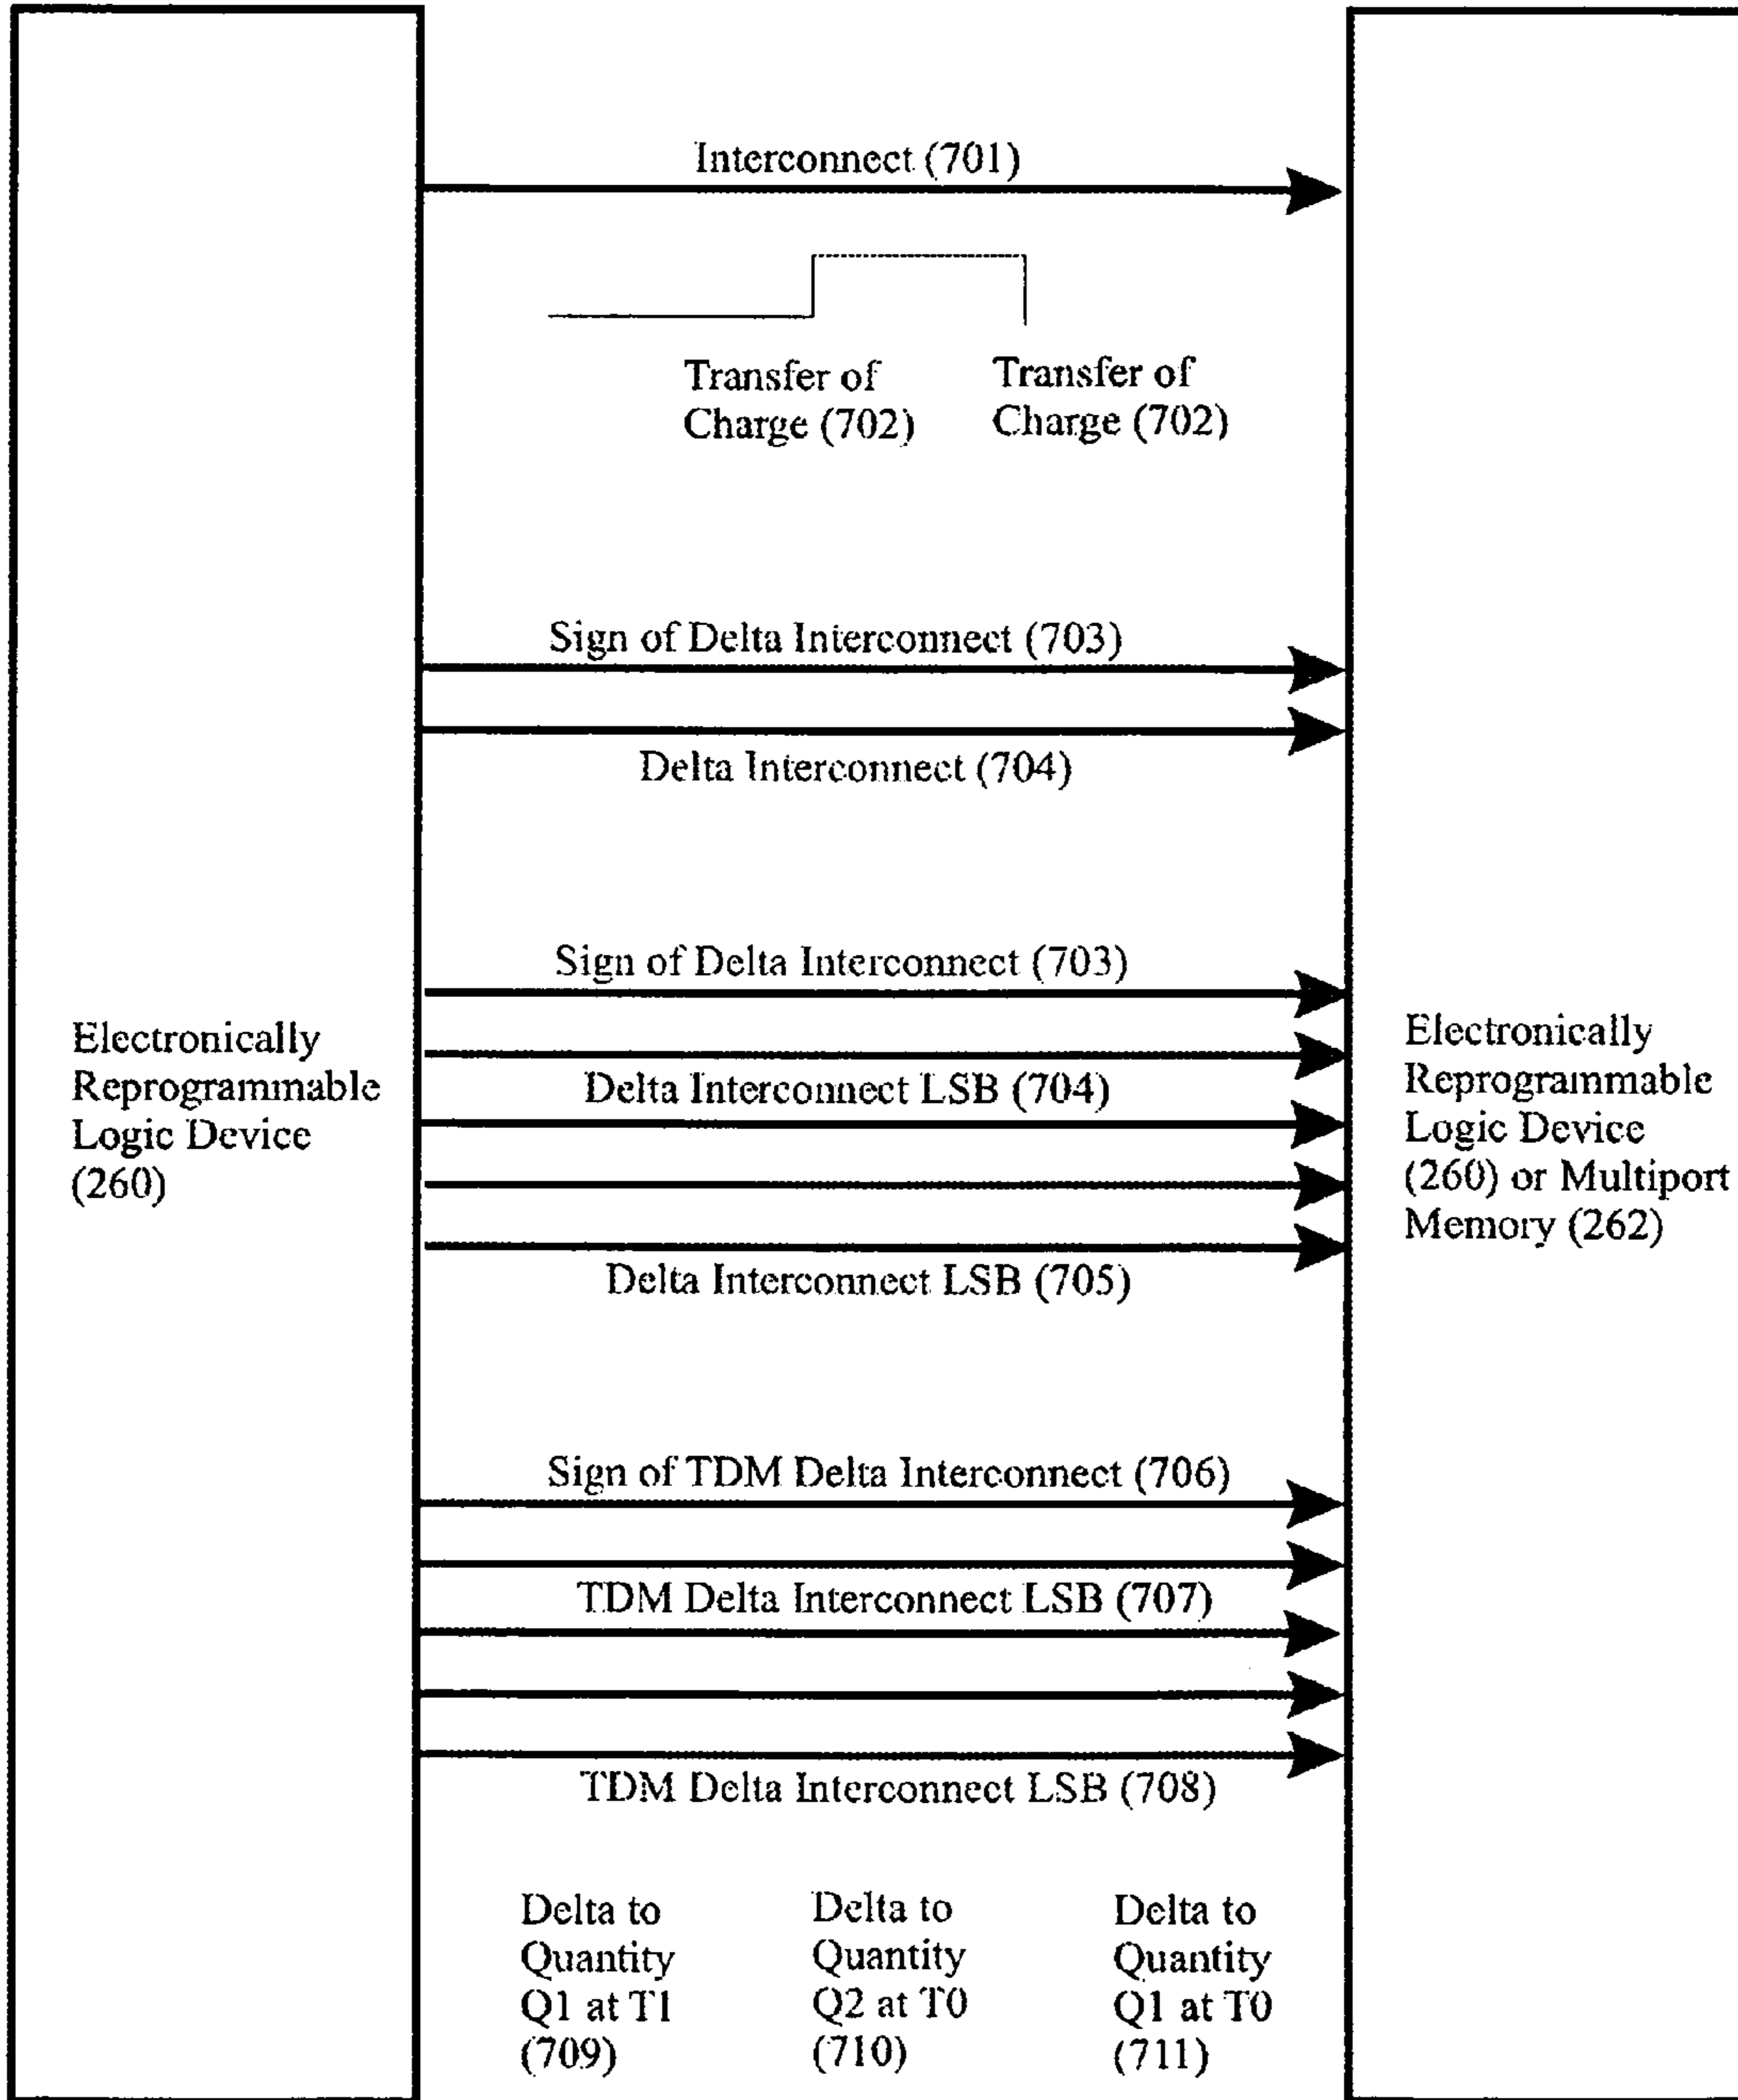 Interconnect (701)
Transfer of
Charge (702)
Transfer of
Charge (702)
Sign of Delta Interconnect (703)
Delta Interconnect (704)
Sign of Delta Interconnect (703)
Delta Interconnect LSB (704)
Delta Interconnect LSB (705)
Electronically
Reprogrammable
Logic Device
(260)
Electronically
Reprogrammable
Logic Device
(260) or Multiport
Memory (262)
Sign of TDM Delta Interconnect (706)
TDM Delta Interconnect LSB (707)
TDM Delta Interconnect LSB (708)
Delta to
Quantity
Q1 at T1
(709)
Delta to
Quantity
Q2 at T0
(710)
Delta to
Quantity
Q1 at T0
(711)